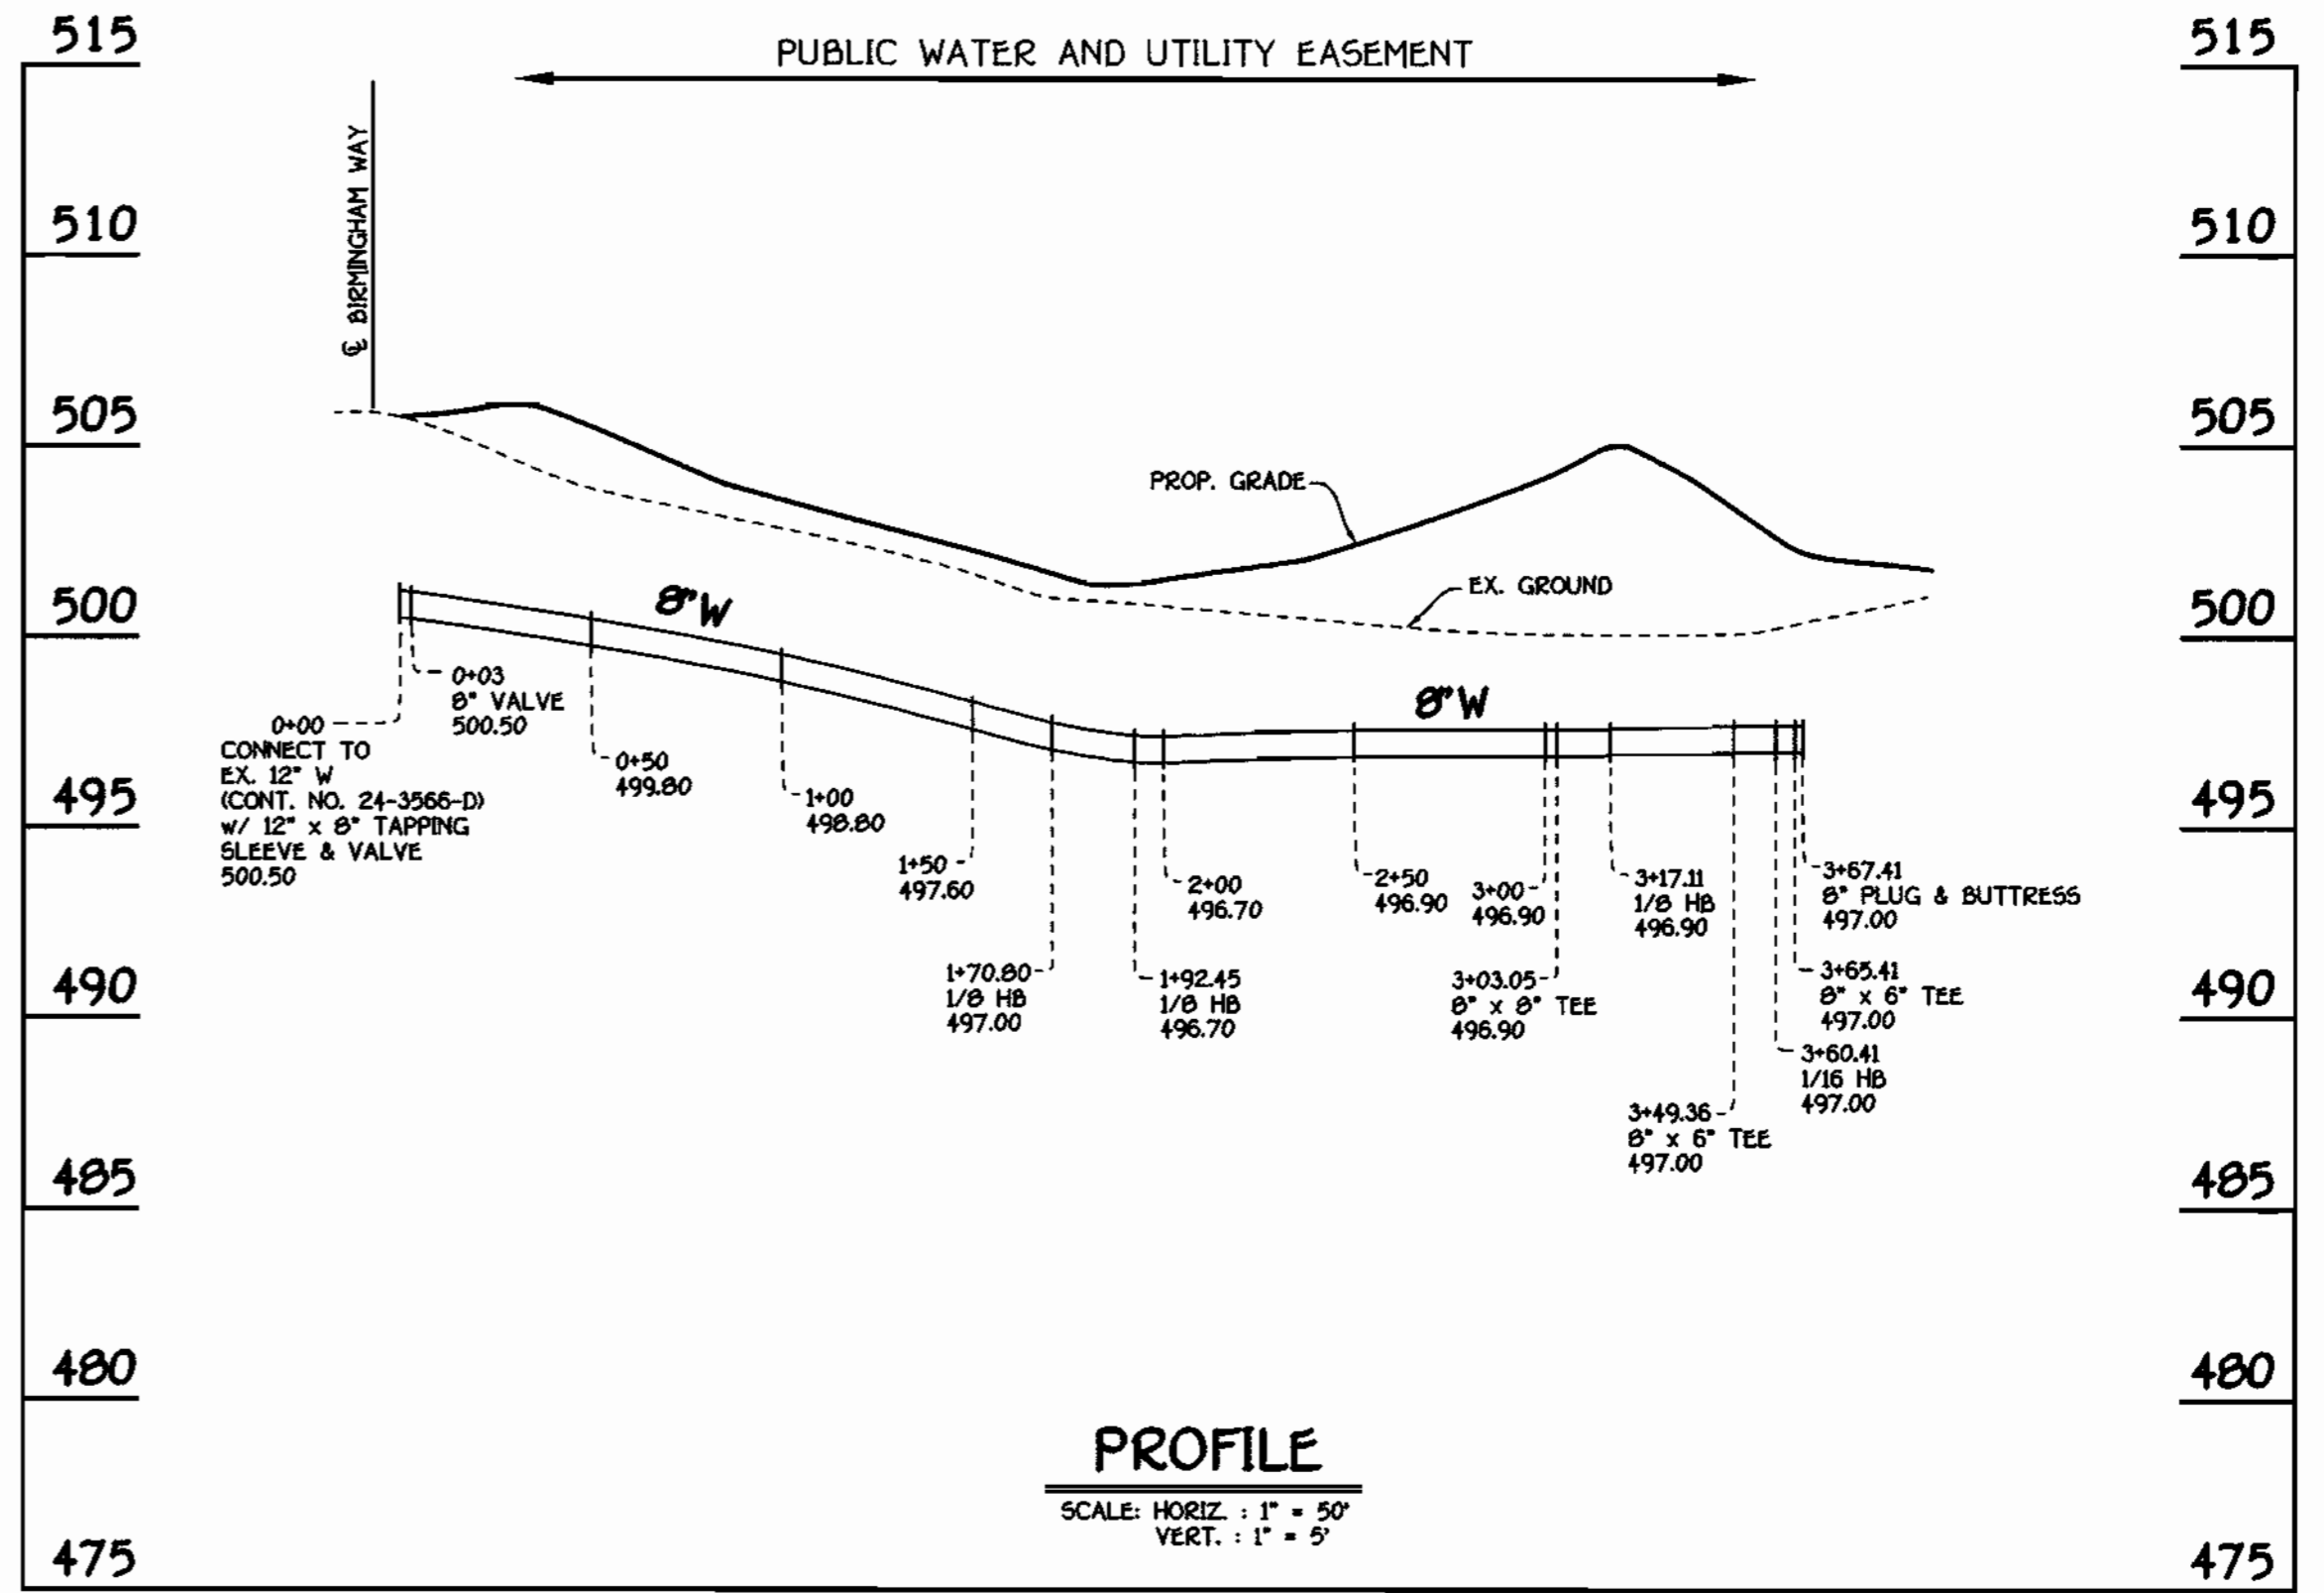 PUBLIC WATER AND UTILITY EASEMENT
515
510
505
500
495
490
485
480
475
515
510
505
500
495
490
485
480
475
℄ BIRMINGHAM WAY
PROP. GRADE
EX. GROUND
8" W
8" W
0+00
CONNECT TO
EX. 12" W
(CONT. NO. 24-3566-D)
w/ 12" x 8" TAPPING
SLEEVE & VALVE
500.50
0+03
8" VALVE
500.50
0+50
499.80
1+00
498.80
1+50
497.60
1+70.80
1/8 HB
497.00
1+92.45
1/8 HB
496.70
2+00
496.70
2+50
496.90
3+00
496.90
3+03.05
8" x 8" TEE
496.90
3+17.11
1/8 HB
496.90
3+49.36
8" x 6" TEE
497.00
3+60.41
1/16 HB
497.00
3+65.41
8" x 6" TEE
497.00
3+67.41
8" PLUG & BUTTRESS
497.00
PROFILE
SCALE: HORIZ. : 1" = 50'
VERT. : 1" = 5'